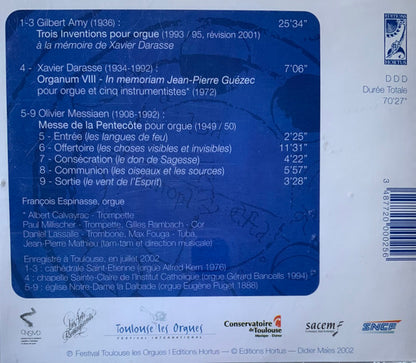 1-3 Gilbert Amy (1936) : 25'34"
Trois Inventions pour orgue (1993 / 95, révision 2001)
à la mémoire de Xavier Darasse
4 - Xavier Darasse (1934-1992) : 7'06"
Organum VIII - In memoriam Jean-Pierre Guézec
pour orgue et cinq instrumentistes* (1972)
5-9 Olivier Messiaen (1908-1992) :
Messe de la Pentecôte pour orgue (1949 / 50)
5 - Entrée (les langues de feu) 2'25"
6 - Offertoire (les choses visibles et invisibles) 11'31"
7 - Consécration (le don de Sagesse) 4'22"
8 - Communion (les oiseaux et les sources) 5'57"
9 - Sortie (le vent de l'Esprit) 3'28"
François Espinasse, orgue
* Albert Calvayrac - Trompette
Paul Millischer - Trompette, Gilles Rambach - Cor
Daniel Lassalle - Trombone, Max Fouga - Tuba,
Jean-Pierre Mathieu (tam-tam et direction musicale)
Enregistré à Toulouse, en juillet 2002
1-3 : cathédrale Saint-Etienne (orgue Alfred Kern 1976)
4 : chapelle Sainte-Claire de l'Institut Catholique (orgue Gérard Bancells 1994)
5-9 : église Notre-Dame la Dalbade (orgue Eugène Puget 1888)
EDITIONS
HORTUS
D D D
Durée Totale
70'27"
3 487720 000256
Toulouse les Orgues
FESTIVAL INTERNATIONAL
Conservatoire
de Toulouse
Musique - Danse
sacem
SNCF
℗ Festival Toulouse les Orgues I Editions Hortus - © Editions Hortus - Didier Maes 2002